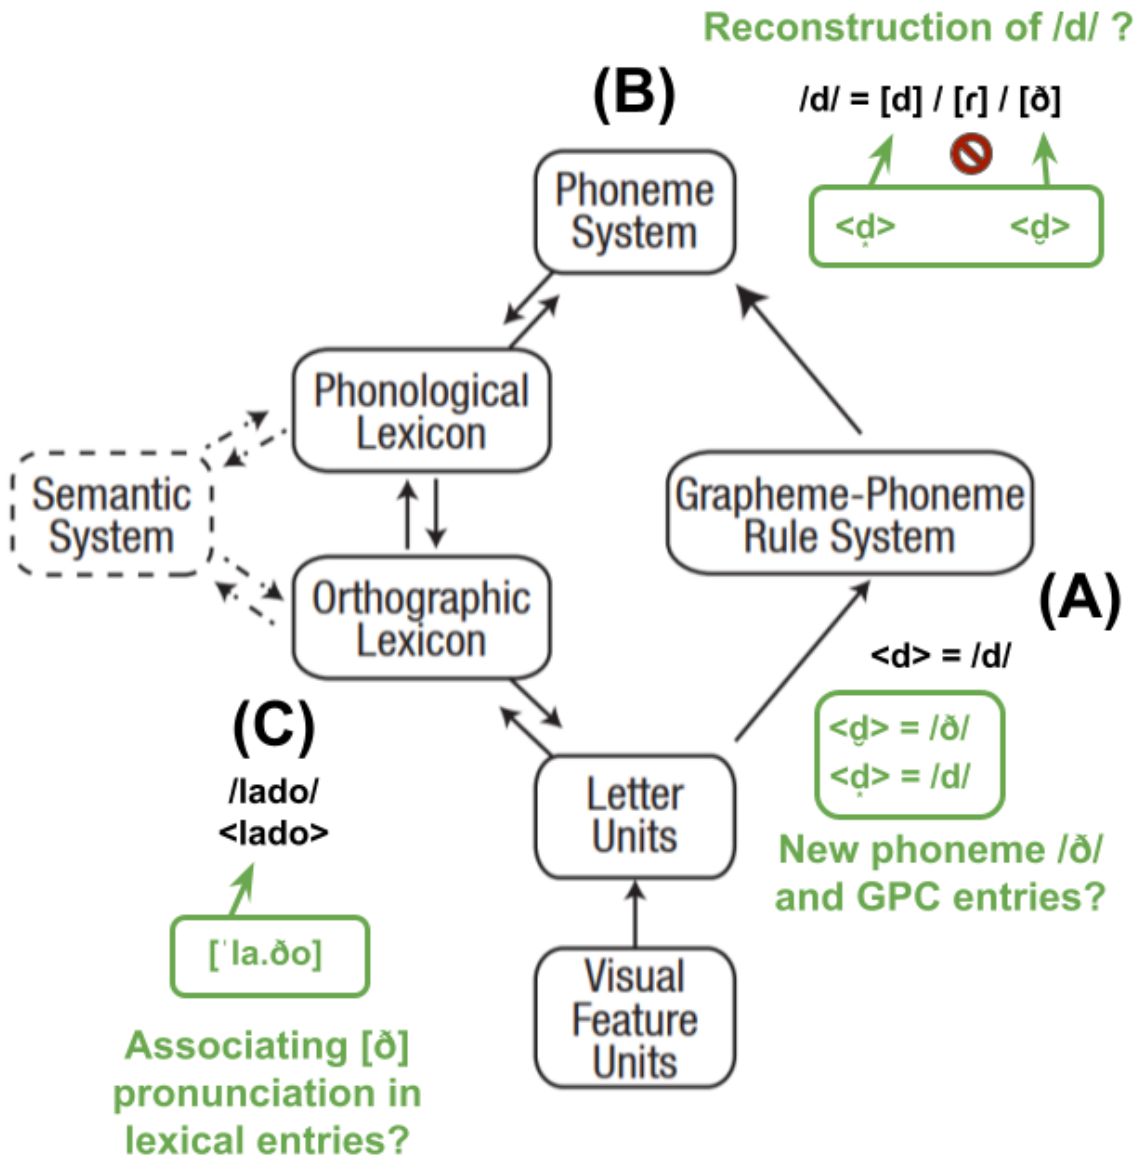 Reconstruction of /d/ ?
(B)
/d/ = [d] / [ɾ] / [ð]
<d̞͙> <d̮>
Phoneme
System
Phonological
Lexicon
Semantic
System
Grapheme-Phoneme
Rule System
Orthographic
Lexicon
(A)
<d> = /d/
<d̮> = /ð/
<d͙> = /d/
New phoneme /ð/
and GPC entries?
(C)
/lado/
<lado>
[ˈla.ðo]
Associating [ð]
pronunciation in
lexical entries?
Letter
Units
Visual
Feature
Units